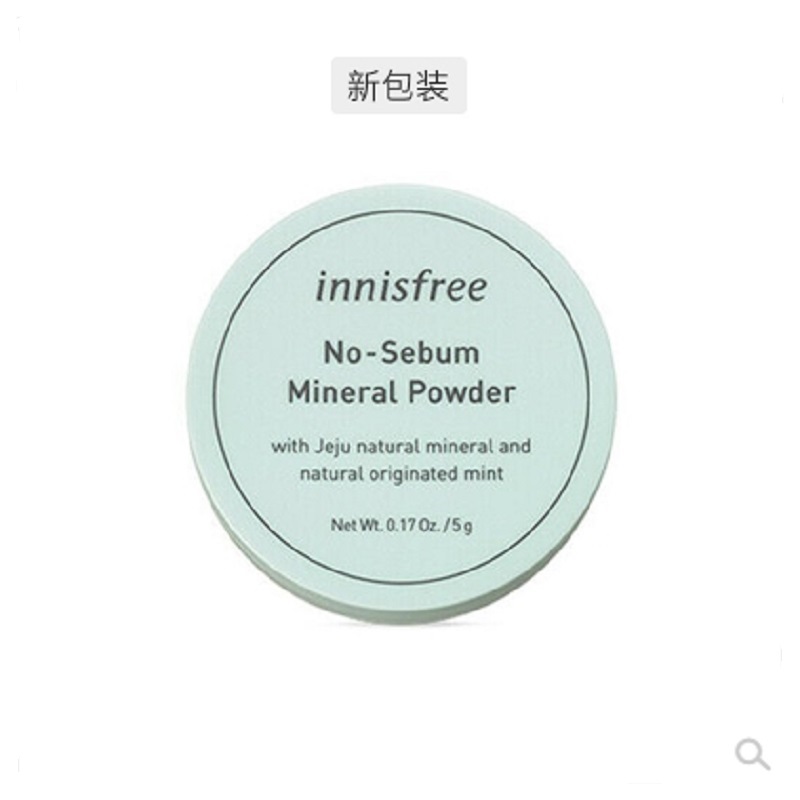 新包装
innisfree
No-Sebum
Mineral Powder
with Jeju natural mineral and
natural originated mint
Net Wt. 0.17 Oz. / 5 g